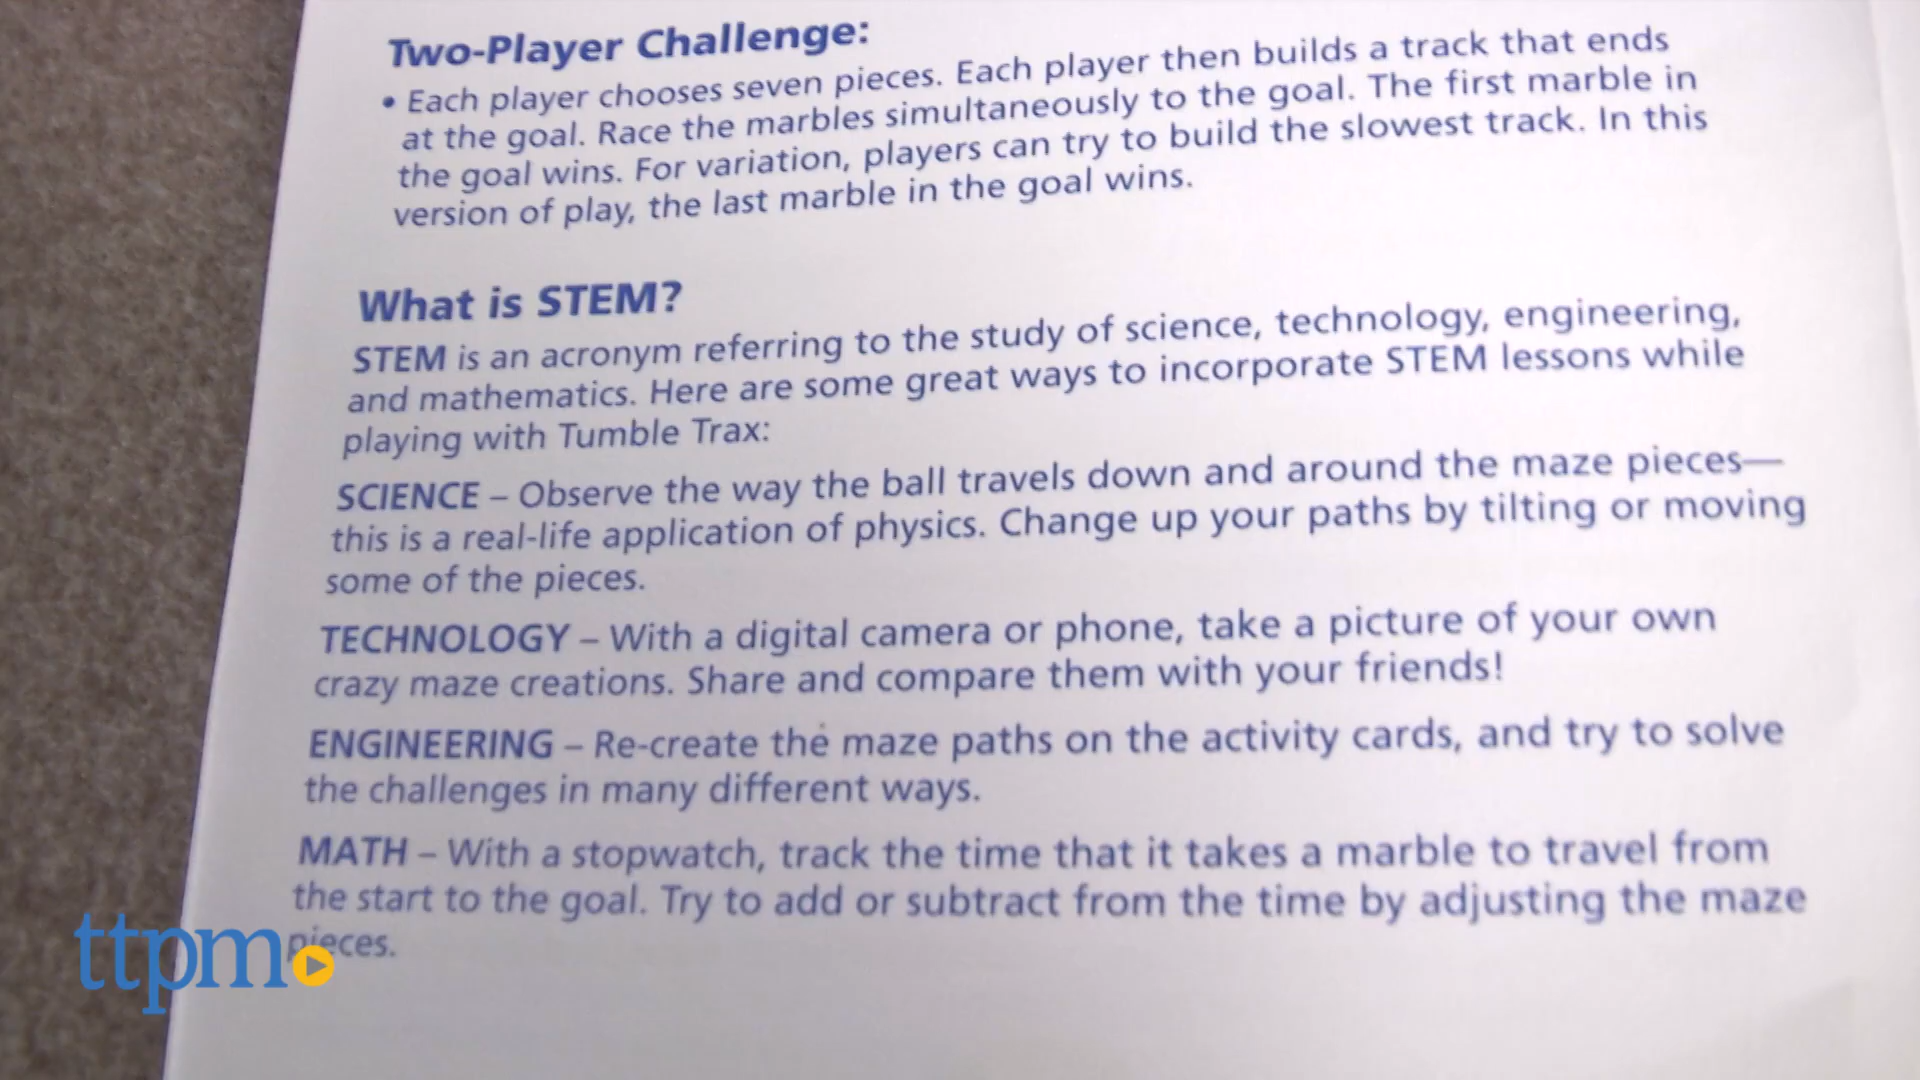 Two-Player Challenge:
• Each player chooses seven pieces. Each player then builds a track that ends
at the goal. Race the marbles simultaneously to the goal. The first marble in
the goal wins. For variation, players can try to build the slowest track. In this
version of play, the last marble in the goal wins.
What is STEM?
STEM is an acronym referring to the study of science, technology, engineering,
and mathematics. Here are some great ways to incorporate STEM lessons while
playing with Tumble Trax:
SCIENCE – Observe the way the ball travels down and around the maze pieces—
this is a real-life application of physics. Change up your paths by tilting or moving
some of the pieces.
TECHNOLOGY – With a digital camera or phone, take a picture of your own
crazy maze creations. Share and compare them with your friends!
ENGINEERING – Re-create the maze paths on the activity cards, and try to solve
the challenges in many different ways.
MATH – With a stopwatch, track the time that it takes a marble to travel from
the start to the goal. Try to add or subtract from the time by adjusting the maze
pieces.
ttpm